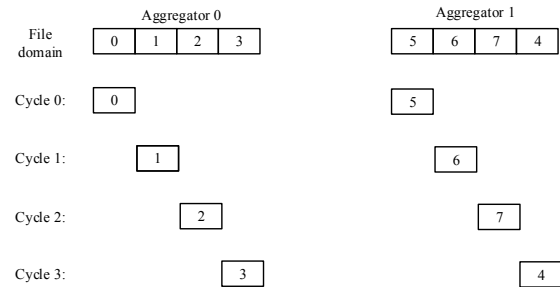 Aggregator 0 Aggregator 1
File domain 0 1 2 3 5 6 7 4
Cycle 0: 0 5
Cycle 1: 1 6
Cycle 2: 2 7
Cycle 3: 3 4